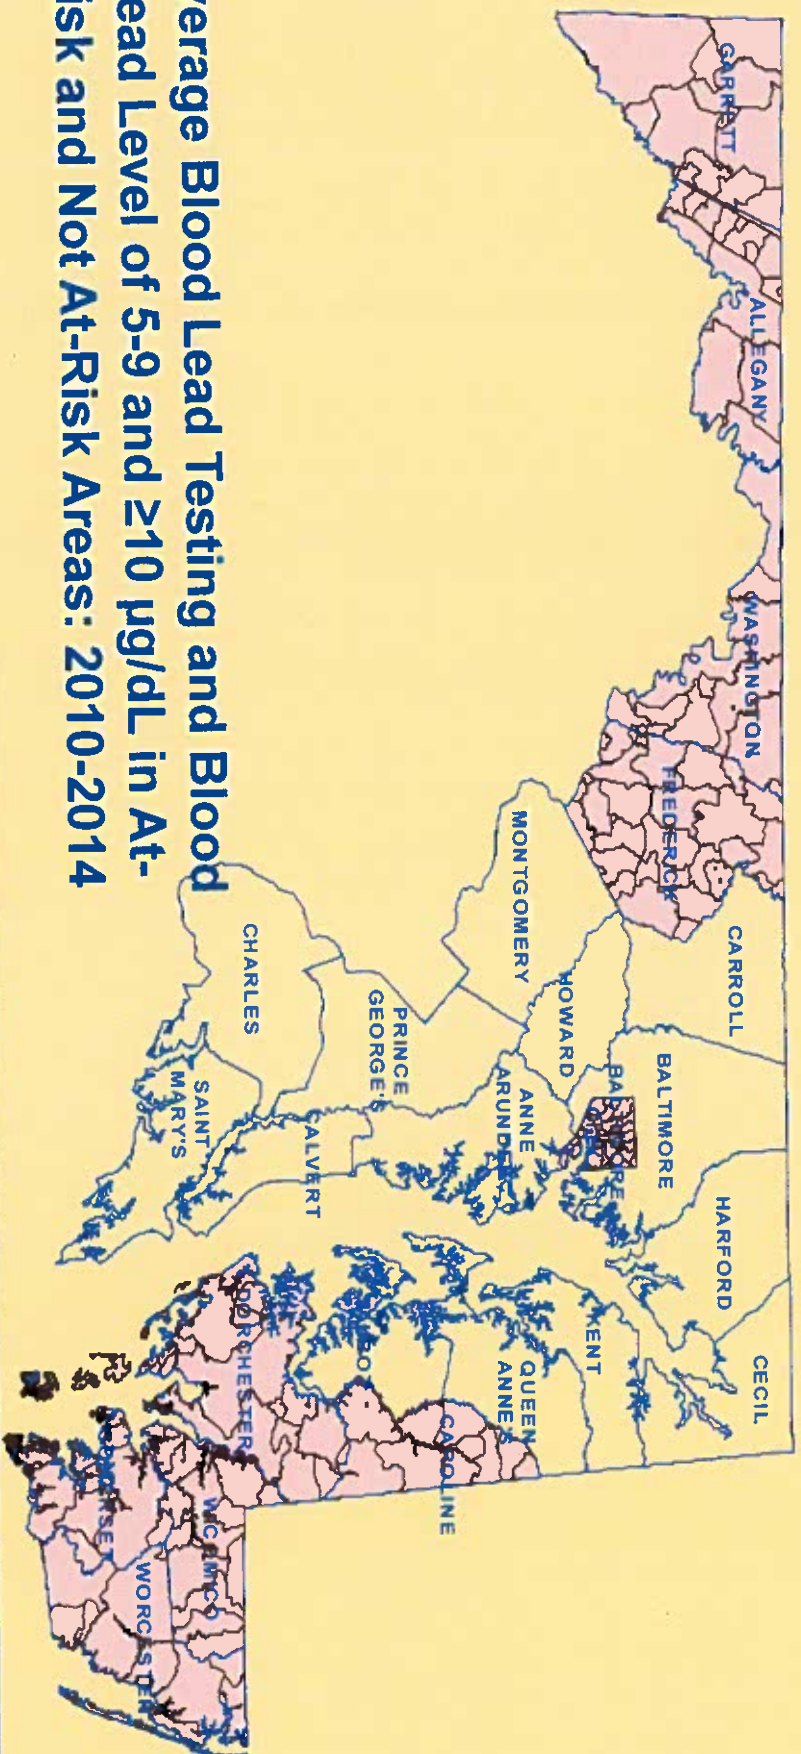 verage Blood Lead Testing and Blood
ead Level of 5-9 and ≥10 µg/dL in At-
isk and Not At-Risk Areas: 2010-2014
GARRETT
ALLEGANY
WASHINGTON
FREDERICK
CARROLL
BALTIMORE
HARFORD
CECIL
MONTGOMERY
HOWARD
KENT
PRINCE
GEORGE'S
ANNE
ARUNDEL
QUEEN
ANNE'S
CHARLES
CALVERT
CAROLINE
SAINT
MARY'S
DORCHESTER
WICOMICO
WORCESTER